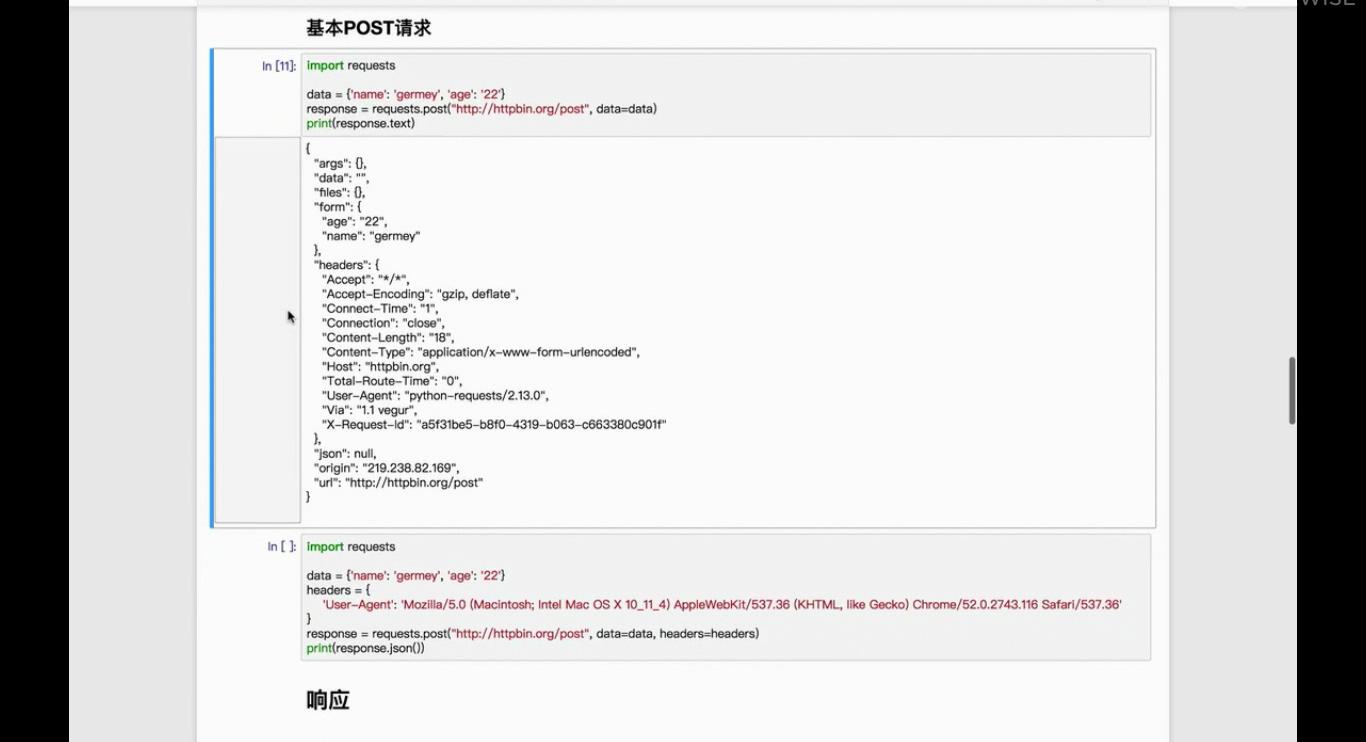 WISE
基本POST请求
In [11]:
import requests
data = {'name': 'germey', 'age': '22'}
response = requests.post("http://httpbin.org/post", data=data)
print(response.text)
{
"args": {},
"data": "",
"files": {},
"form": {
"age": "22",
"name": "germey"
},
"headers": {
"Accept": "*/*",
"Accept-Encoding": "gzip, deflate",
"Connect-Time": "1",
"Connection": "close",
"Content-Length": "18",
"Content-Type": "application/x-www-form-urlencoded",
"Host": "httpbin.org",
"Total-Route-Time": "0",
"User-Agent": "python-requests/2.13.0",
"Via": "1.1 vegur",
"X-Request-Id": "a5f31be5-b8f0-4319-b063-c663380c901f"
},
"json": null,
"origin": "219.238.82.169",
"url": "http://httpbin.org/post"
}
In [ ]:
import requests
data = {'name': 'germey', 'age': '22'}
headers = {
'User-Agent': 'Mozilla/5.0 (Macintosh; Intel Mac OS X 10_11_4) AppleWebKit/537.36 (KHTML, like Gecko) Chrome/52.0.2743.116 Safari/537.36'
}
response = requests.post("http://httpbin.org/post", data=data, headers=headers)
print(response.json())
响应